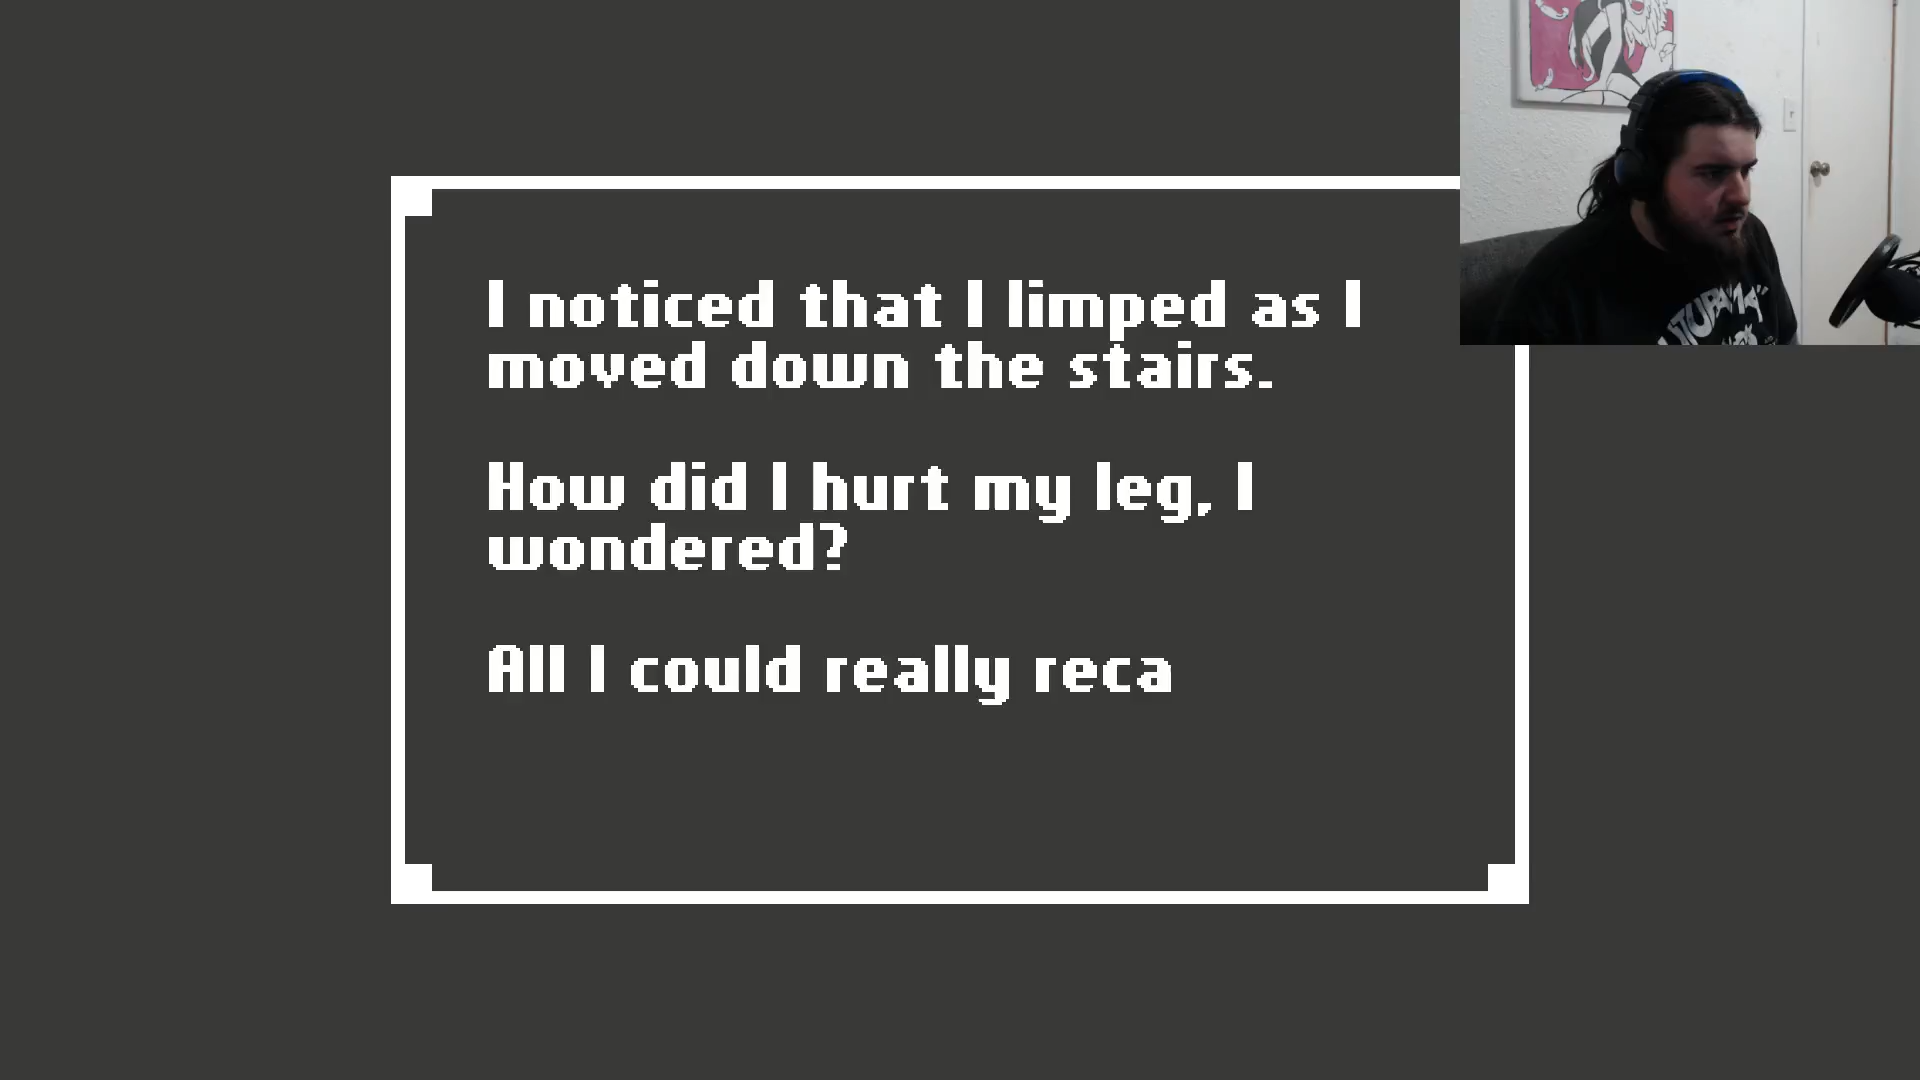 I noticed that I limped as I
moved down the stairs.
How did I hurt my leg, I
wondered?
All I could really reca